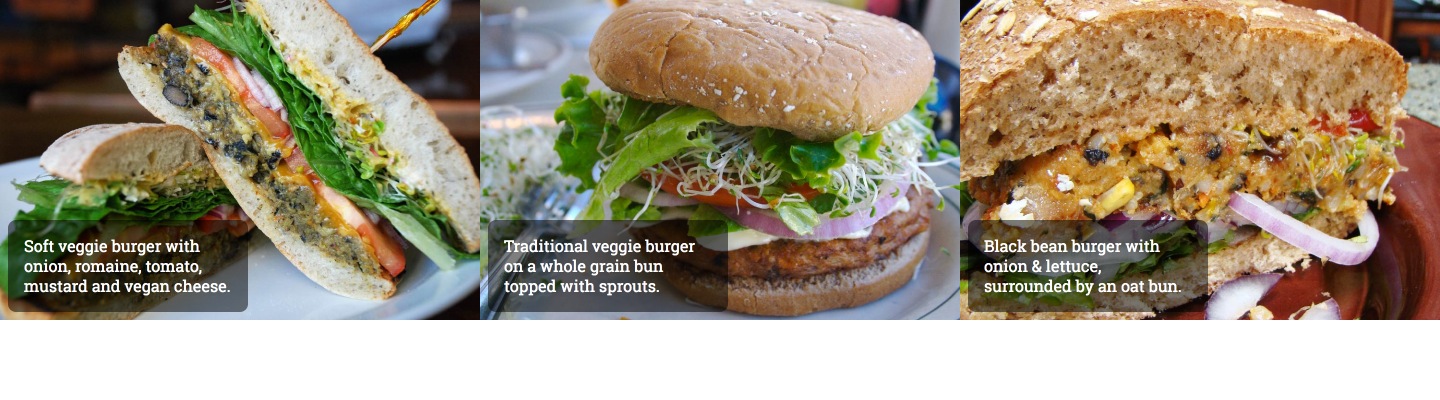 Soft veggie burger with
onion, romaine, tomato,
mustard and vegan cheese.
Traditional veggie burger
on a whole grain bun
topped with sprouts.
Black bean burger with
onion & lettuce,
surrounded by an oat bun.